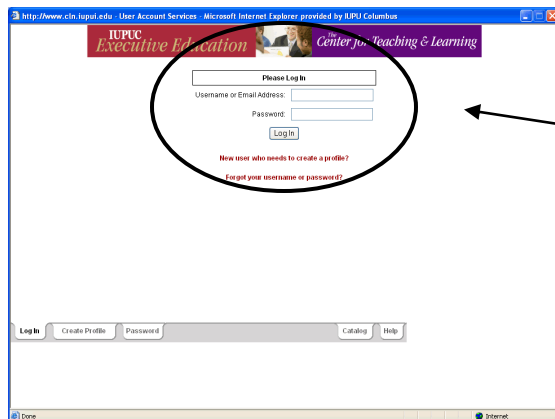 http://www.cln.iupui.edu - User Account Services - Microsoft Internet Explorer provided by IUPU Columbus
IUPUC
Executive Education
The
Center for Teaching & Learning
Please Log In
Username or Email Address:
Password:
Log In
New user who needs to create a profile?
Forgot your username or password?
Log In Create Profile Password Catalog Help
Done Internet